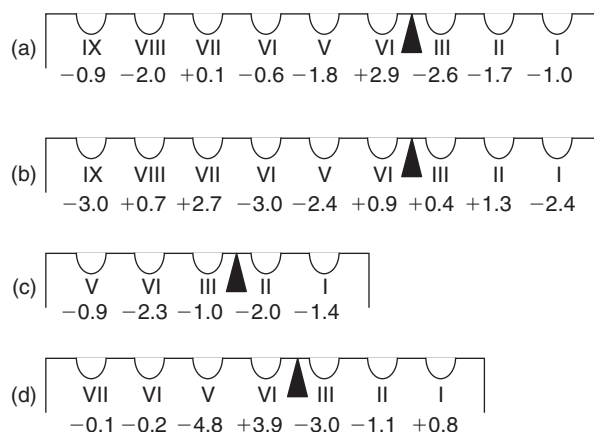 (a)
IX VIII VII VI V VI III II I
−0.9 −2.0 +0.1 −0.6 −1.8 +2.9 −2.6 −1.7 −1.0
(b)
IX VIII VII VI V VI III II I
−3.0 +0.7 +2.7 −3.0 −2.4 +0.9 +0.4 +1.3 −2.4
(c)
V VI III II I
−0.9 −2.3 −1.0 −2.0 −1.4
(d)
VII VI V VI III II I
−0.1 −0.2 −4.8 +3.9 −3.0 −1.1 +0.8